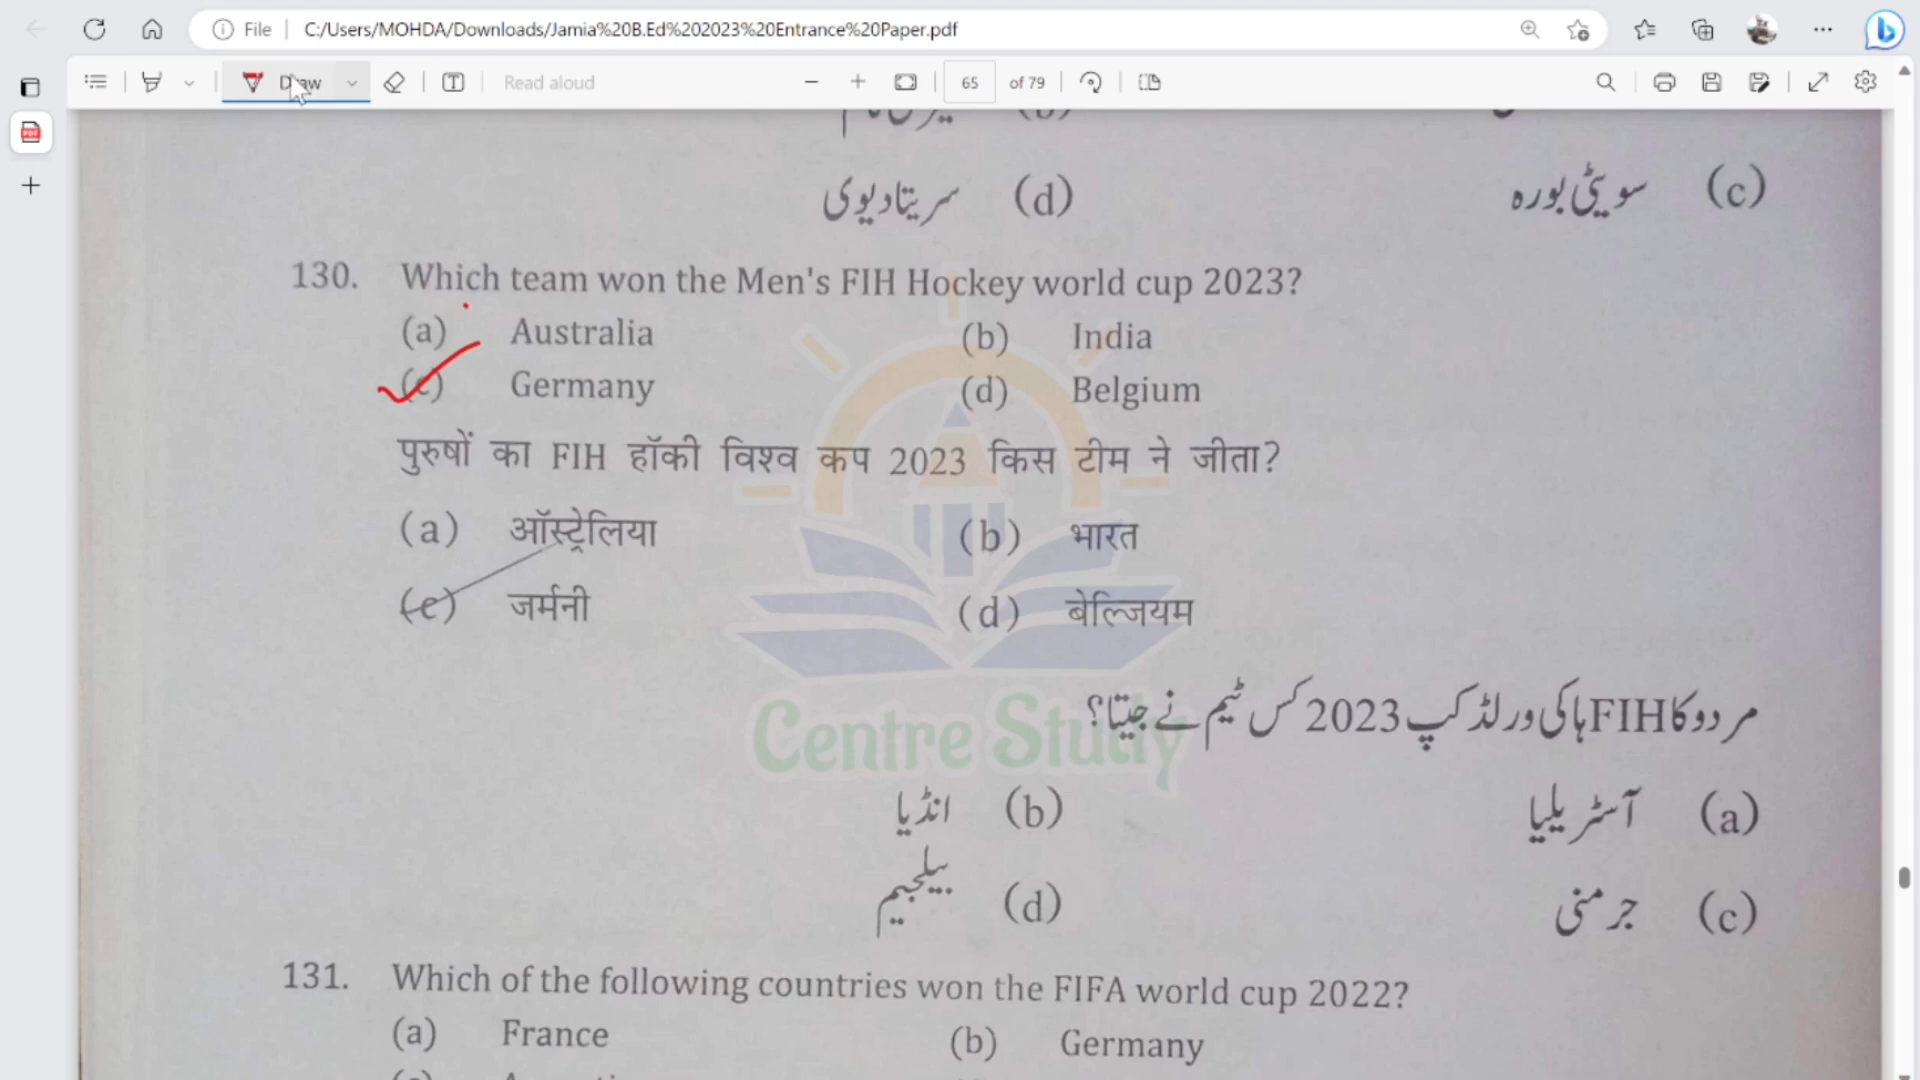 File
C:/Users/MOHDA/Downloads/Jamia%20B.Ed%202023%20Entrance%20Paper.pdf
Draw
Read aloud
65 of 79
(c) سویٹی بورہ (d) سریتا دیوی
130. Which team won the Men's FIH Hockey world cup 2023?
(a) Australia (b) India
(c) Germany (d) Belgium
पुरुषों का FIH हॉकी विश्व कप 2023 किस टीम ने जीता?
(a) ऑस्ट्रेलिया (b) भारत
(c) जर्मनी (d) बेल्जियम
مردو کا FIH ہاکی ورلڈ کپ 2023 کس ٹیم نے جیتا؟
Centre Study
(a) آسٹریلیا (b) انڈیا
(c) جرمنی (d) بیلجیم
131. Which of the following countries won the FIFA world cup 2022?
(a) France (b) Germany